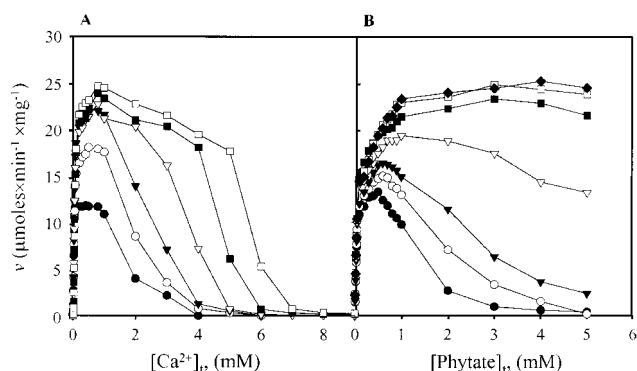 A B
30
25
20
15
10
5
0
v (μmoles×min⁻¹×mg⁻¹)
0 2 4 6 8 0 1 2 3 4 5 6
[Ca²⁺]t, (mM) [Phytate]t, (mM)